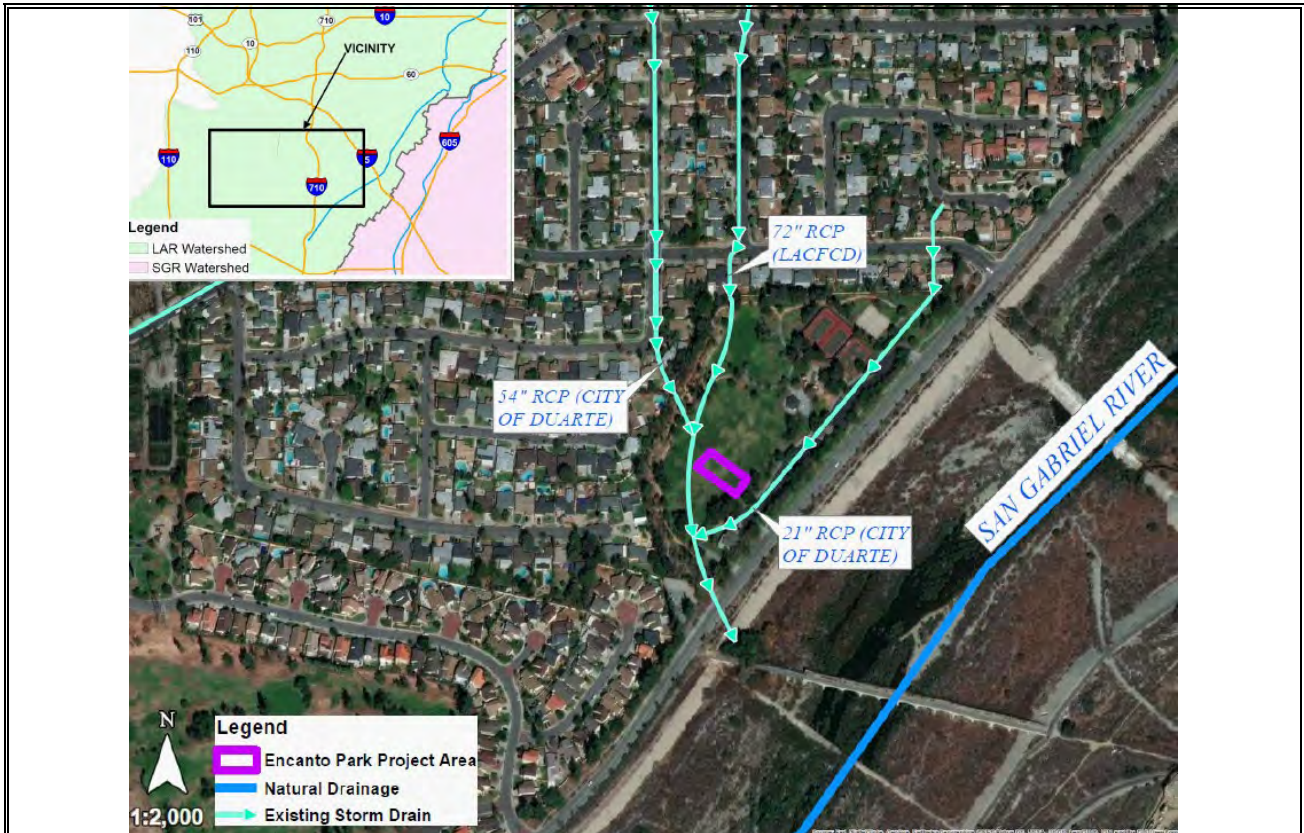 101
710
10
110
10
VICINITY
60
605
110
5
710
Legend
LAR Watershed
SGR Watershed
72" RCP
(LACFCD)
54" RCP (CITY
OF DUARTE)
SAN GABRIEL RIVER
21" RCP (CITY
OF DUARTE)
N
1:2,000
Legend
Encanto Park Project Area
Natural Drainage
Existing Storm Drain